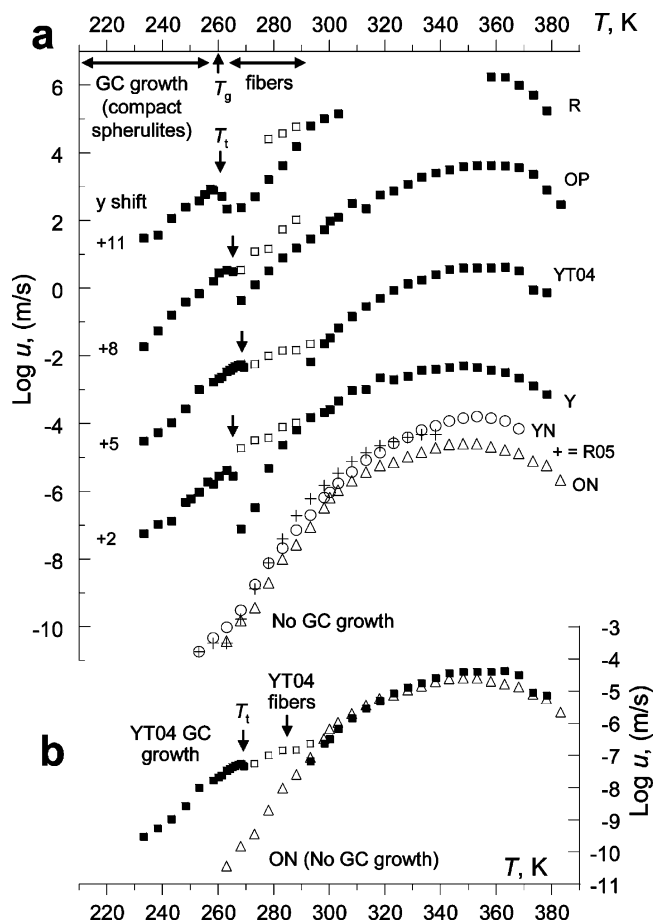 a
T, K
220 240 260 280 300 320 340 360 380
GC growth
(compact
spherulites)
Tg
fibers
Tt
y shift
+11
+8
+5
+2
R
OP
YT04
Y
YN
+ = R05
ON
6
4
2
0
-2
-4
-6
-8
-10
Log u, (m/s)
No GC growth
b
YT04 GC
growth
Tt
YT04
fibers
ON (No GC growth)
T, K
-3
-4
-5
-6
-7
-8
-9
-10
-11
Log u, (m/s)
220 240 260 280 300 320 340 360 380